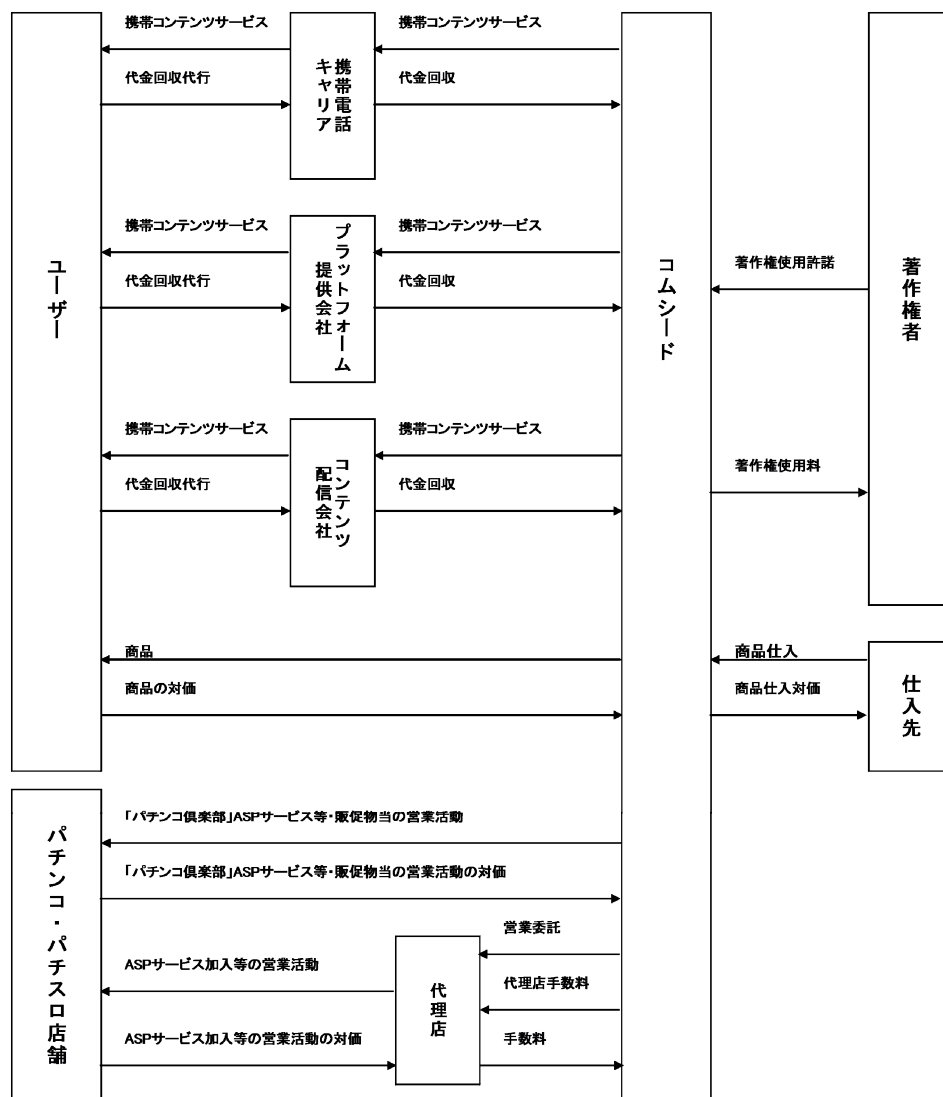 携帯コンテンツサービス
携帯コンテンツサービス
代金回収代行
代金回収
携帯電話
キャリア
携帯コンテンツサービス
携帯コンテンツサービス
代金回収代行
代金回収
プラットフォーム
提供会社
ユーザー
コムシード
著作権使用許諾
著作権者
携帯コンテンツサービス
携帯コンテンツサービス
代金回収代行
代金回収
コンテンツ
配信会社
著作権使用料
商品
商品の対価
商品仕入
商品仕入対価
仕入先
パチンコ・パチスロ店舗
「パチンコ倶楽部」ASPサービス等・販促物当の営業活動
「パチンコ倶楽部」ASPサービス等・販促物当の営業活動の対価
営業委託
ASPサービス加入等の営業活動
代理店手数料
代理店
ASPサービス加入等の営業活動の対価
手数料